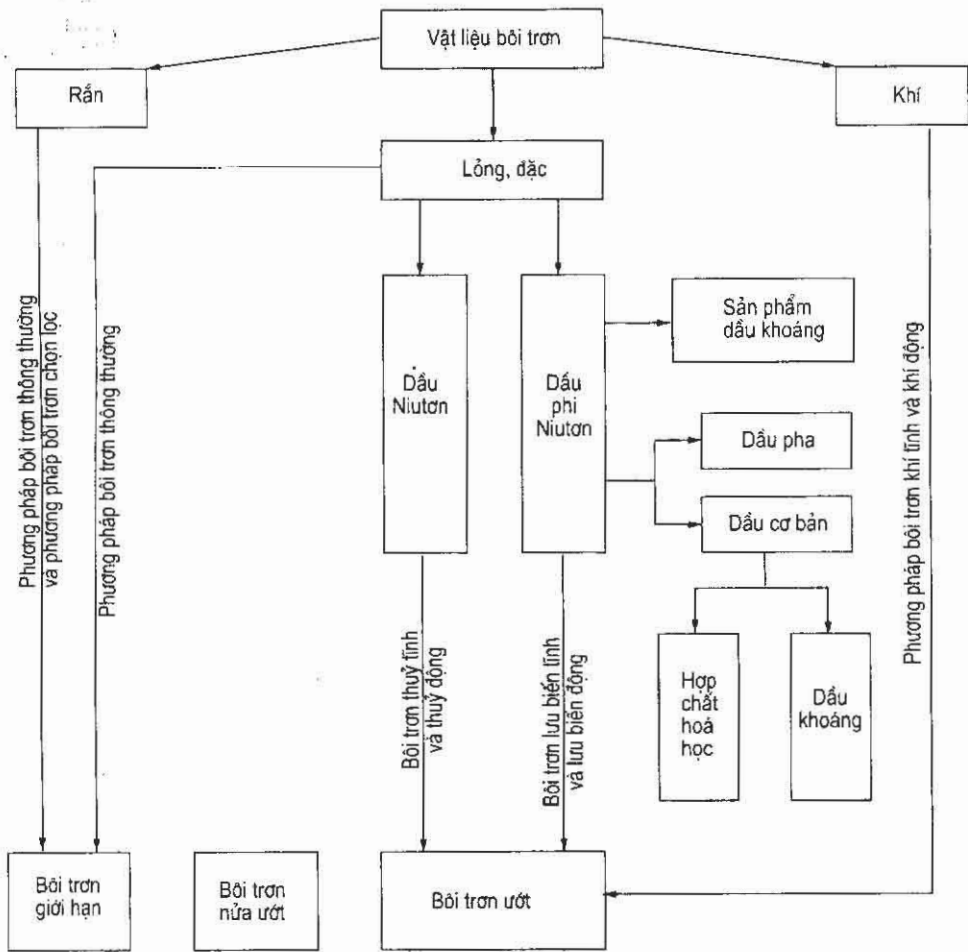 Vật liệu bôi trơn
Rắn
Khí
Lỏng, đặc
Phương pháp bôi trơn thông thường
và phương pháp bôi trơn chọn lọc
Phương pháp bôi trơn thông thường
Dầu
Niutơn
Dầu
phi
Niutơn
Sản phẩm
dầu khoáng
Dầu pha
Dầu cơ bản
Hợp
chất
hoá
học
Dầu
khoáng
Phương pháp bôi trơn khí tĩnh và khí động
Bôi trơn thuỷ tĩnh
và thuỷ động
Bôi trơn lưu biến tĩnh
và lưu biến động
Bôi trơn
giới hạn
Bôi trơn
nửa ướt
Bôi trơn ướt